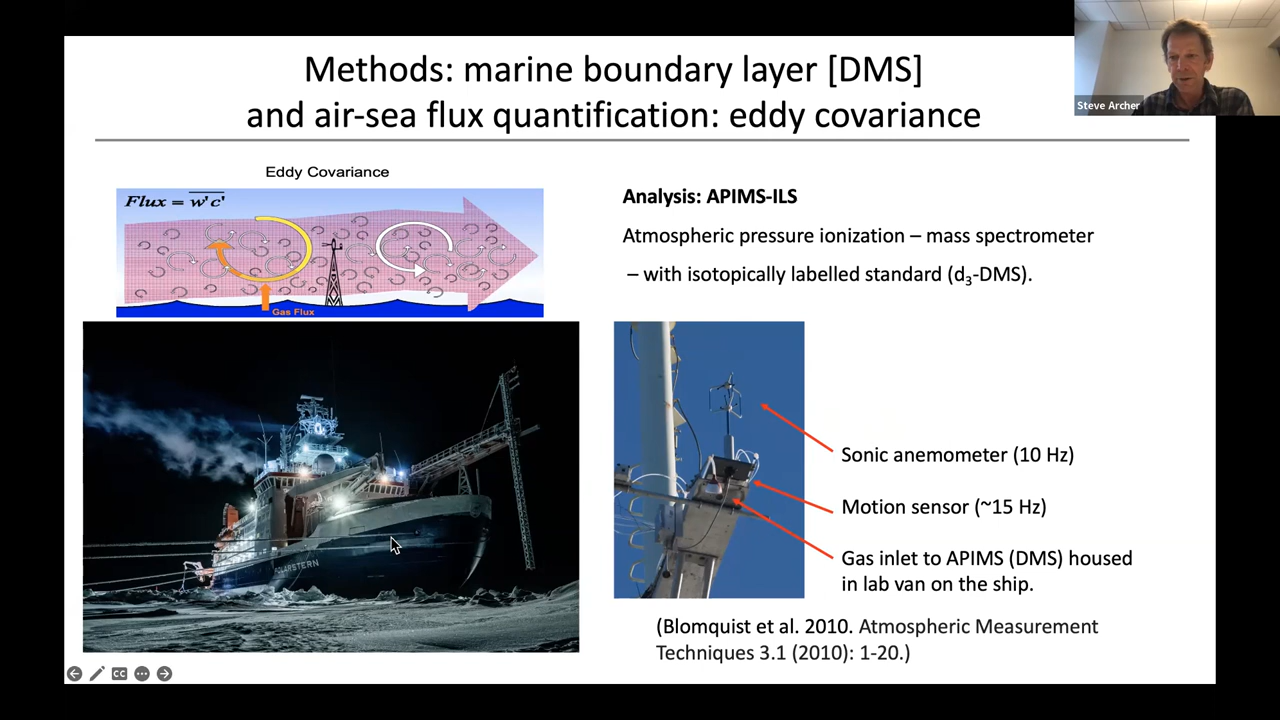 Methods: marine boundary layer [DMS]
and air-sea flux quantification: eddy covariance
Steve Archer
Eddy Covariance
Flux = w'c'
Gas Flux
Analysis: APIMS-ILS
Atmospheric pressure ionization – mass spectrometer
– with isotopically labelled standard (d₃-DMS).
POLARSTERN
Sonic anemometer (10 Hz)
Motion sensor (~15 Hz)
Gas inlet to APIMS (DMS) housed
in lab van on the ship.
(Blomquist et al. 2010. Atmospheric Measurement
Techniques 3.1 (2010): 1-20.)
CC